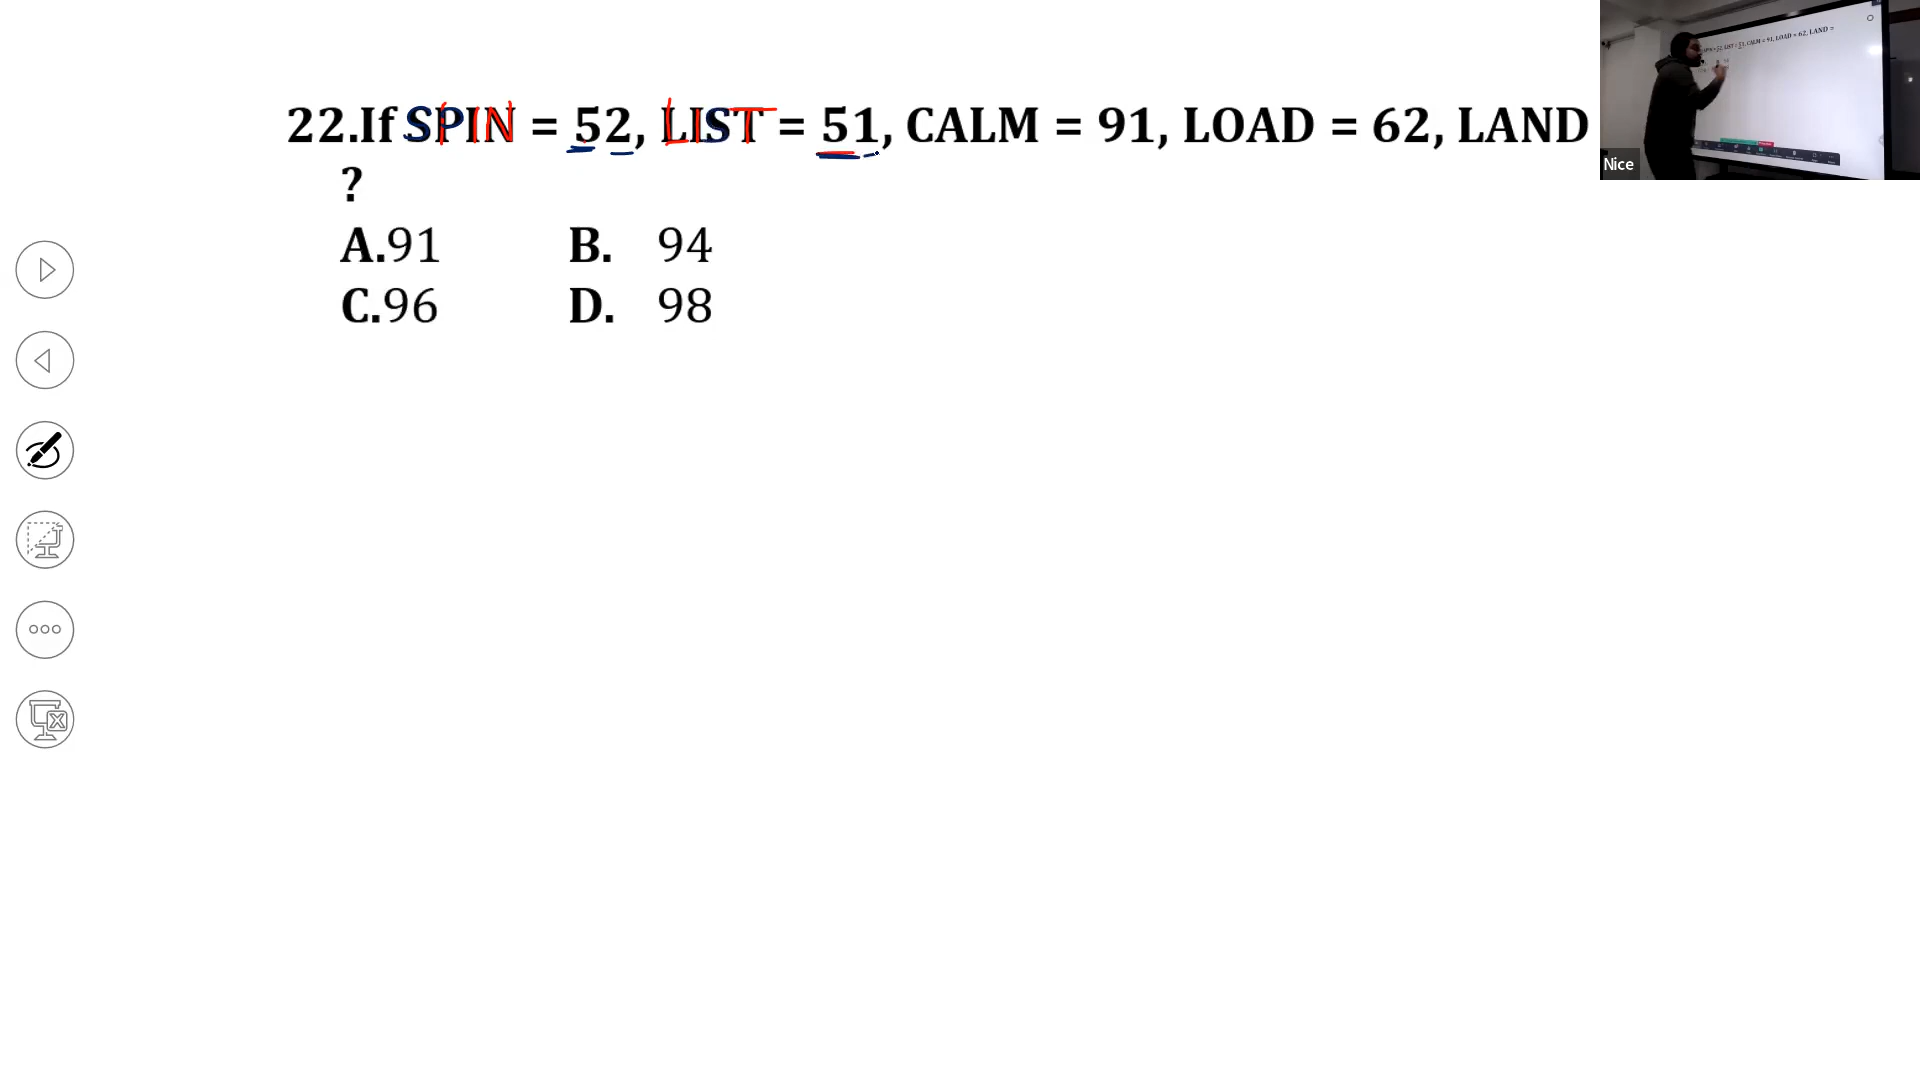 22.If SPIN = 52, LIST = 51, CALM = 91, LOAD = 62, LAND
?
A.91 B. 94
C.96 D. 98
Nice